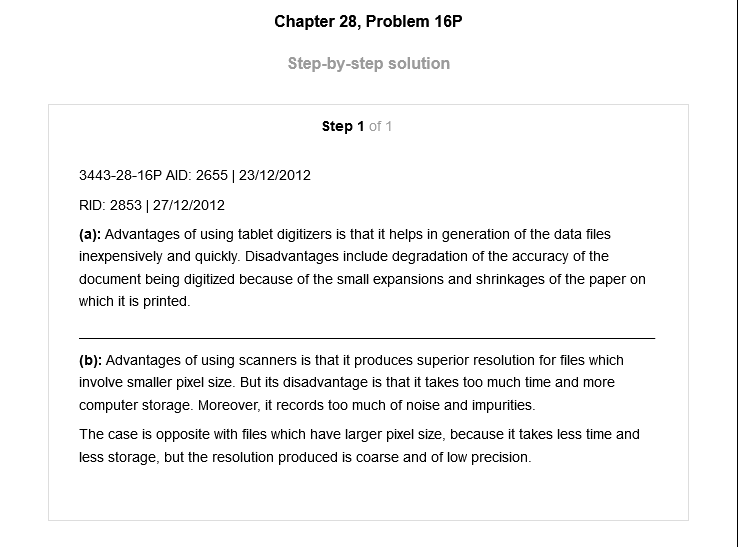 Chapter 28, Problem 16P
Step-by-step solution
Step 1 of 1
3443-28-16P AID: 2655 | 23/12/2012
RID: 2853 | 27/12/2012
(a): Advantages of using tablet digitizers is that it helps in generation of the data files
inexpensively and quickly. Disadvantages include degradation of the accuracy of the
document being digitized because of the small expansions and shrinkages of the paper on
which it is printed.
(b): Advantages of using scanners is that it produces superior resolution for files which
involve smaller pixel size. But its disadvantage is that it takes too much time and more
computer storage. Moreover, it records too much of noise and impurities.
The case is opposite with files which have larger pixel size, because it takes less time and
less storage, but the resolution produced is coarse and of low precision.